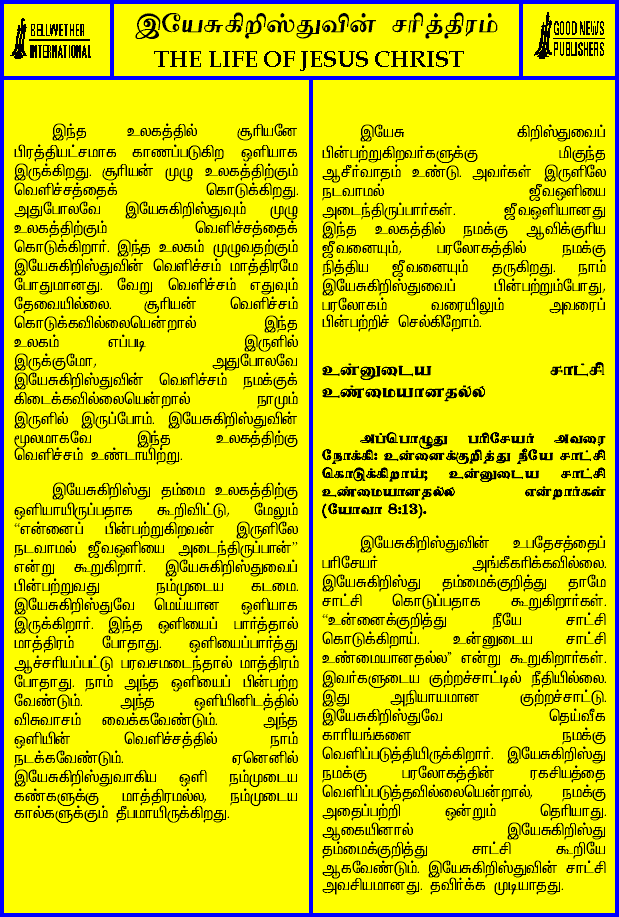 BELLWETHER
INTERNATIONAL
இயேசுகிறிஸ்துவின் சரித்திரம்
THE LIFE OF JESUS CHRIST
GOOD NEWS
PUBLISHERS
இந்த உலகத்தில் சூரியனே
பிரத்தியட்சமாக காணப்படுகிற ஒளியாக
இருக்கிறது. சூரியன் முழு உலகத்திற்கும்
வெளிச்சத்தைக் கொடுக்கிறது.
அதுபோலவே இயேசுகிறிஸ்துவும் முழு
உலகத்திற்கும் வெளிச்சத்தைக்
கொடுக்கிறார். இந்த உலகம் முழுவதற்கும்
இயேசுகிறிஸ்துவின் வெளிச்சம் மாத்திரமே
போதுமானது. வேறு வெளிச்சம் எதுவும்
தேவையில்லை. சூரியன் வெளிச்சம்
கொடுக்கவில்லையென்றால் இந்த
உலகம் எப்படி இருளில்
இருக்குமோ, அதுபோலவே
இயேசுகிறிஸ்துவின் வெளிச்சம் நமக்குக்
கிடைக்கவில்லையென்றால் நாமும்
இருளில் இருப்போம். இயேசுகிறிஸ்துவின்
மூலமாகவே இந்த உலகத்திற்கு
வெளிச்சம் உண்டாயிற்று.
இயேசுகிறிஸ்து தம்மை உலகத்திற்கு
ஒளியாயிருப்பதாக கூறிவிட்டு, மேலும்
“என்னைப் பின்பற்றுகிறவன் இருளிலே
நடவாமல் ஜீவஒளியை அடைந்திருப்பான்”
என்று கூறுகிறார். இயேசுகிறிஸ்துவைப்
பின்பற்றுவது நம்முடைய கடமை.
இயேசுகிறிஸ்துவே மெய்யான ஒளியாக
இருக்கிறார். இந்த ஒளியைப் பார்த்தால்
மாத்திரம் போதாது. ஒளியைப்பார்த்து
ஆச்சரியப்பட்டு பரவசமடைந்தால் மாத்திரம்
போதாது. நாம் அந்த ஒளியைப் பின்பற்ற
வேண்டும். அந்த ஒளியினிடத்தில்
விசுவாசம் வைக்கவேண்டும். அந்த
ஒளியின் வெளிச்சத்தில் நாம்
நடக்கவேண்டும். ஏனெனில்
இயேசுகிறிஸ்துவாகிய ஒளி நம்முடைய
கண்களுக்கு மாத்திரமல்ல, நம்முடைய
கால்களுக்கும் தீபமாயிருக்கிறது.
இயேசு கிறிஸ்துவைப்
பின்பற்றுகிறவர்களுக்கு மிகுந்த
ஆசீர்வாதம் உண்டு. அவர்கள் இருளிலே
நடவாமல் ஜீவஒளியை
அடைந்திருப்பார்கள். ஜீவஒளியானது
இந்த உலகத்தில் நமக்கு ஆவிக்குரிய
ஜீவனையும், பரலோகத்தில் நமக்கு
நித்திய ஜீவனையும் தருகிறது. நாம்
இயேசுகிறிஸ்துவைப் பின்பற்றும்போது,
பரலோகம் வரையிலும் அவரைப்
பின்பற்றிச் செல்கிறோம்.
உன்னுடைய சாட்சி
உண்மையானதல்ல
அப்பொழுது பரிசேயர் அவரை
நோக்கி: உன்னைக்குறித்து நீயே சாட்சி
கொடுக்கிறாய்; உன்னுடைய சாட்சி
உண்மையானதல்ல என்றார்கள்
(யோவா 8:13).
இயேசுகிறிஸ்துவின் உபதேசத்தைப்
பரிசேயர் அங்கீகரிக்கவில்லை.
இயேசுகிறிஸ்து தம்மைக்குறித்து தாமே
சாட்சி கொடுப்பதாக கூறுகிறார்கள்.
“உன்னைக்குறித்து நீயே சாட்சி
கொடுக்கிறாய். உன்னுடைய சாட்சி
உண்மையானதல்ல” என்று கூறுகிறார்கள்.
இவர்களுடைய குற்றச்சாட்டில் நீதியில்லை.
இது அநியாயமான குற்றச்சாட்டு.
இயேசுகிறிஸ்துவே தெய்வீக
காரியங்களை நமக்கு
வெளிப்படுத்தியிருக்கிறார். இயேசுகிறிஸ்து
நமக்கு பரலோகத்தின் ரகசியத்தை
வெளிப்படுத்தவில்லையென்றால், நமக்கு
அதைப்பற்றி ஒன்றும் தெரியாது.
ஆகையினால் இயேசுகிறிஸ்து
தம்மைக்குறித்து சாட்சி கூறியே
ஆகவேண்டும். இயேசுகிறிஸ்துவின் சாட்சி
அவசியமானது. தவிர்க்க முடியாதது.